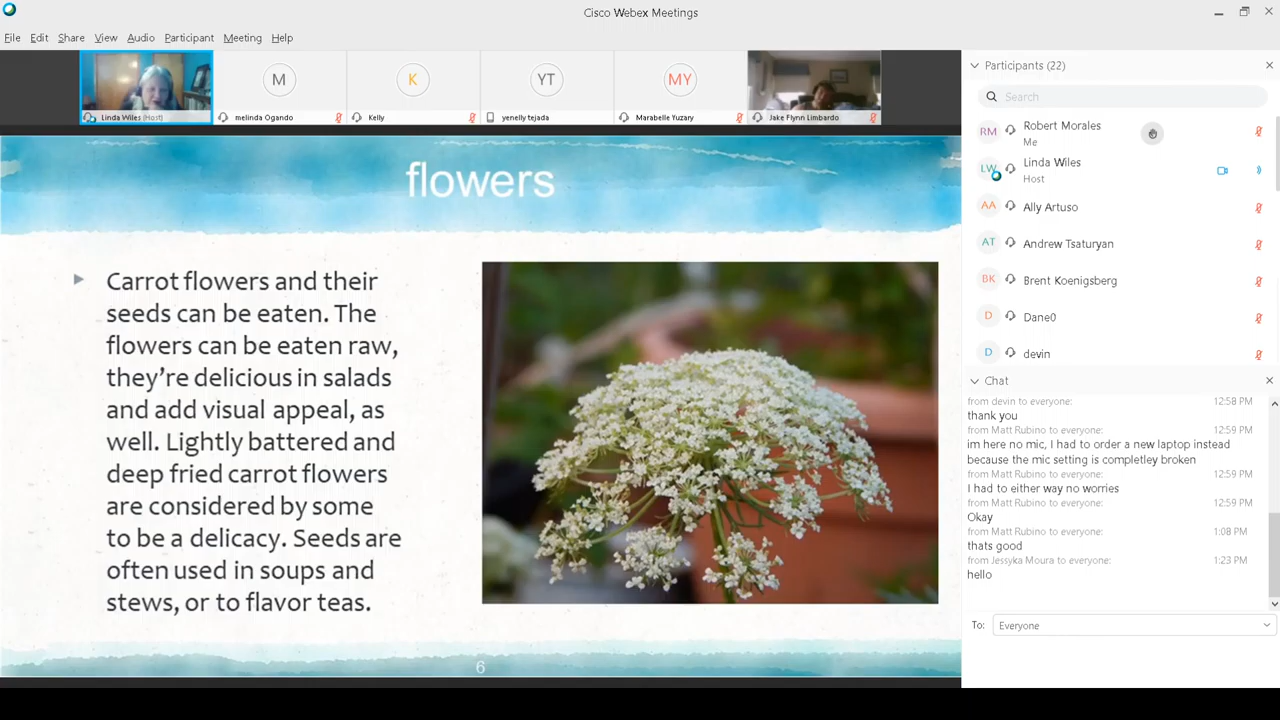 Cisco Webex Meetings
File Edit Share View Audio Participant Meeting Help
Linda Wiles (Host)
M
melinda Ogando
K
Kelly
YT
yenelly tejada
MY
Marabelle Yuzary
Jake Flynn Limbardo
flowers
Carrot flowers and their
seeds can be eaten. The
flowers can be eaten raw,
they’re delicious in salads
and add visual appeal, as
well. Lightly battered and
deep fried carrot flowers
are considered by some
to be a delicacy. Seeds are
often used in soups and
stews, or to flavor teas.
6
Participants (22)
Search
RM Robert Morales
Me
LW Linda Wiles
Host
AA Ally Artuso
AT Andrew Tsaturyan
BK Brent Koenigsberg
D Dane0
D devin
Chat
from devin to everyone: 12:58 PM
thank you
from Matt Rubino to everyone: 12:59 PM
im here no mic, I had to order a new laptop instead
because the mic setting is completley broken
from Matt Rubino to everyone: 12:59 PM
I had to either way no worries
from Matt Rubino to everyone: 12:59 PM
Okay
from Matt Rubino to everyone: 1:08 PM
thats good
from Jessyka Moura to everyone: 1:23 PM
hello
To: Everyone